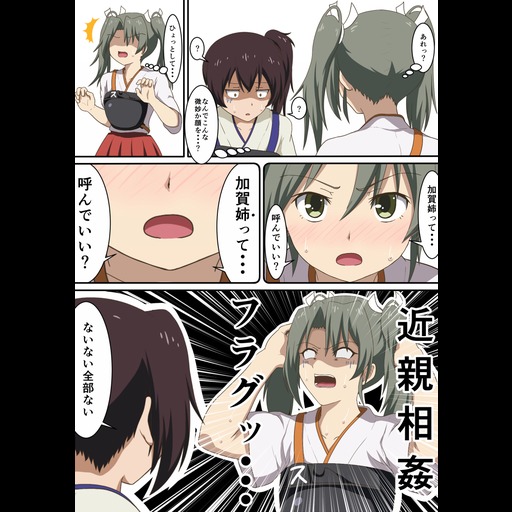 あれっ?
?
?
なんでこんな
微妙か顔を・・・?
ひょっとして・・・
ス
加賀姉って・・・
呼んでいい?
加賀姉って・・・
呼んでいい?
近親相姦
フラグッ・・・
ス
ないない全部ない